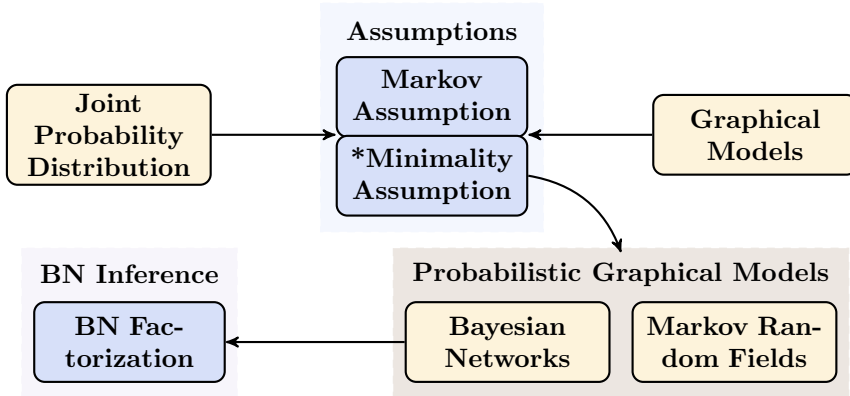 Assumptions
Joint
Probability
Distribution
Markov
Assumption
*Minimality
Assumption
Graphical
Models
BN Inference
BN Fac-
torization
Probabilistic Graphical Models
Bayesian
Networks
Markov Ran-
dom Fields